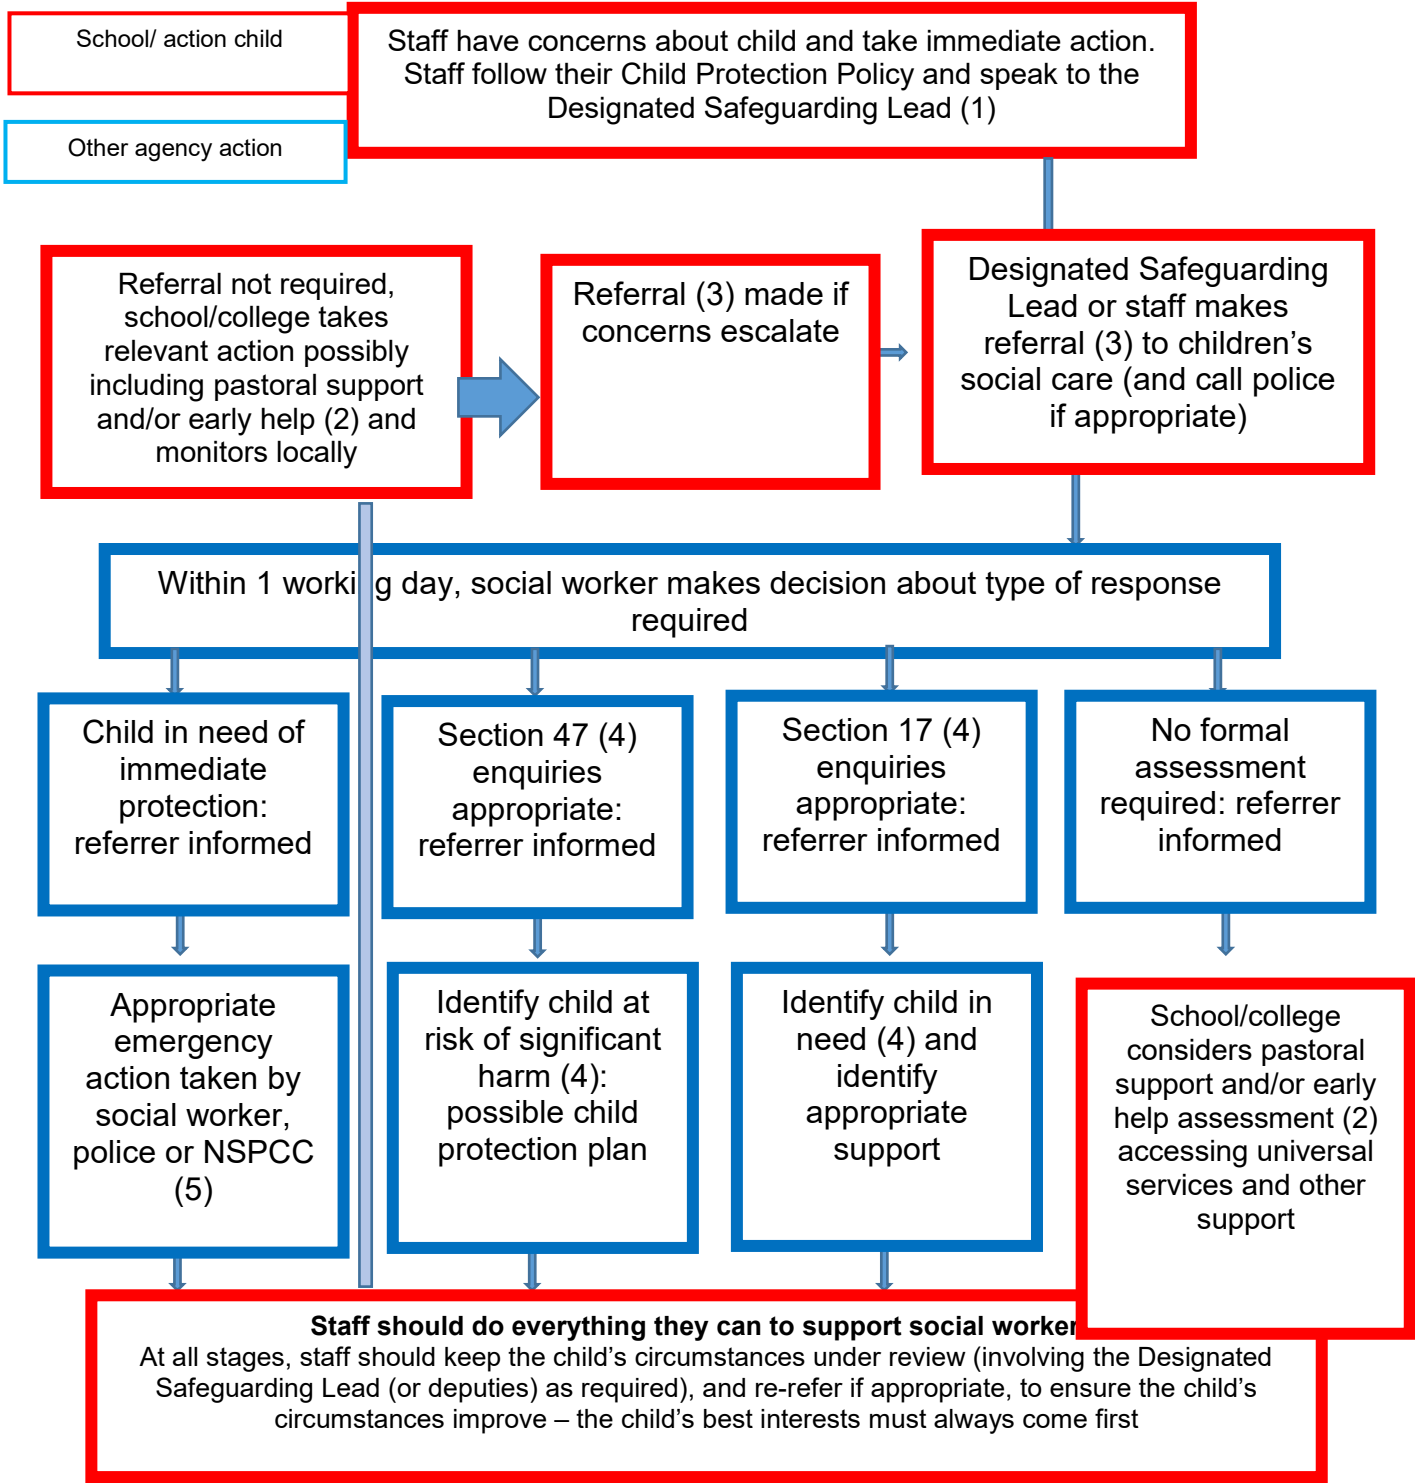 School/ action child
Staff have concerns about child and take immediate action.
Staff follow their Child Protection Policy and speak to the
Designated Safeguarding Lead (1)
Other agency action
Referral not required,
school/college takes
relevant action possibly
including pastoral support
and/or early help (2) and
monitors locally
Referral (3) made if
concerns escalate
Designated Safeguarding
Lead or staff makes
referral (3) to children’s
social care (and call police
if appropriate)
Within 1 working day, social worker makes decision about type of response
required
Child in need of
immediate
protection:
referrer informed
Section 47 (4)
enquiries
appropriate:
referrer informed
Section 17 (4)
enquiries
appropriate:
referrer informed
No formal
assessment
required: referrer
informed
Appropriate
emergency
action taken by
social worker,
police or NSPCC
(5)
Identify child at
risk of significant
harm (4):
possible child
protection plan
Identify child in
need (4) and
identify
appropriate
support
School/college
considers pastoral
support and/or early
help assessment (2)
accessing universal
services and other
support
Staff should do everything they can to support social worker
At all stages, staff should keep the child’s circumstances under review (involving the Designated
Safeguarding Lead (or deputies) as required), and re-refer if appropriate, to ensure the child’s
circumstances improve – the child’s best interests must always come first